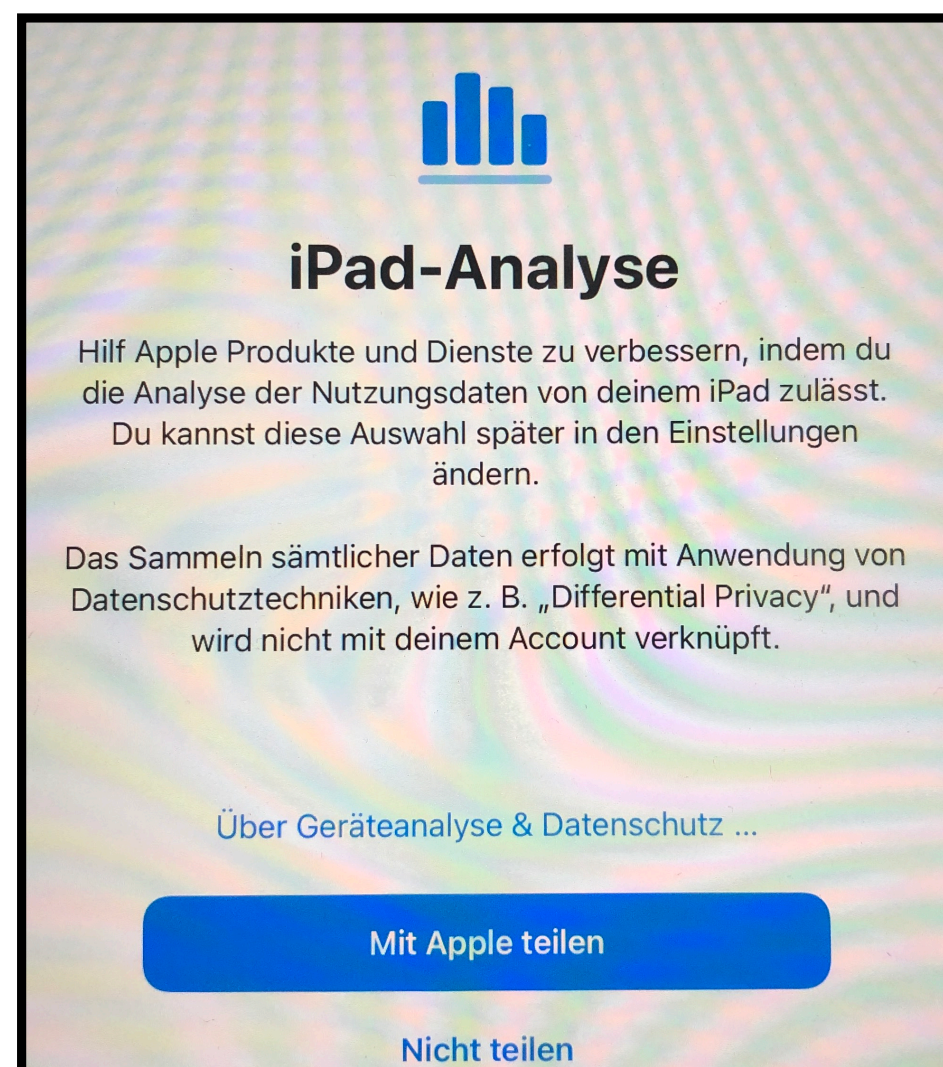 iPad-Analyse
Hilf Apple Produkte und Dienste zu verbessern, indem du
die Analyse der Nutzungsdaten von deinem iPad zulässt.
Du kannst diese Auswahl später in den Einstellungen
ändern.
Das Sammeln sämtlicher Daten erfolgt mit Anwendung von
Datenschutztechniken, wie z. B. „Differential Privacy“, und
wird nicht mit deinem Account verknüpft.
Über Geräteanalyse & Datenschutz ...
Mit Apple teilen
Nicht teilen